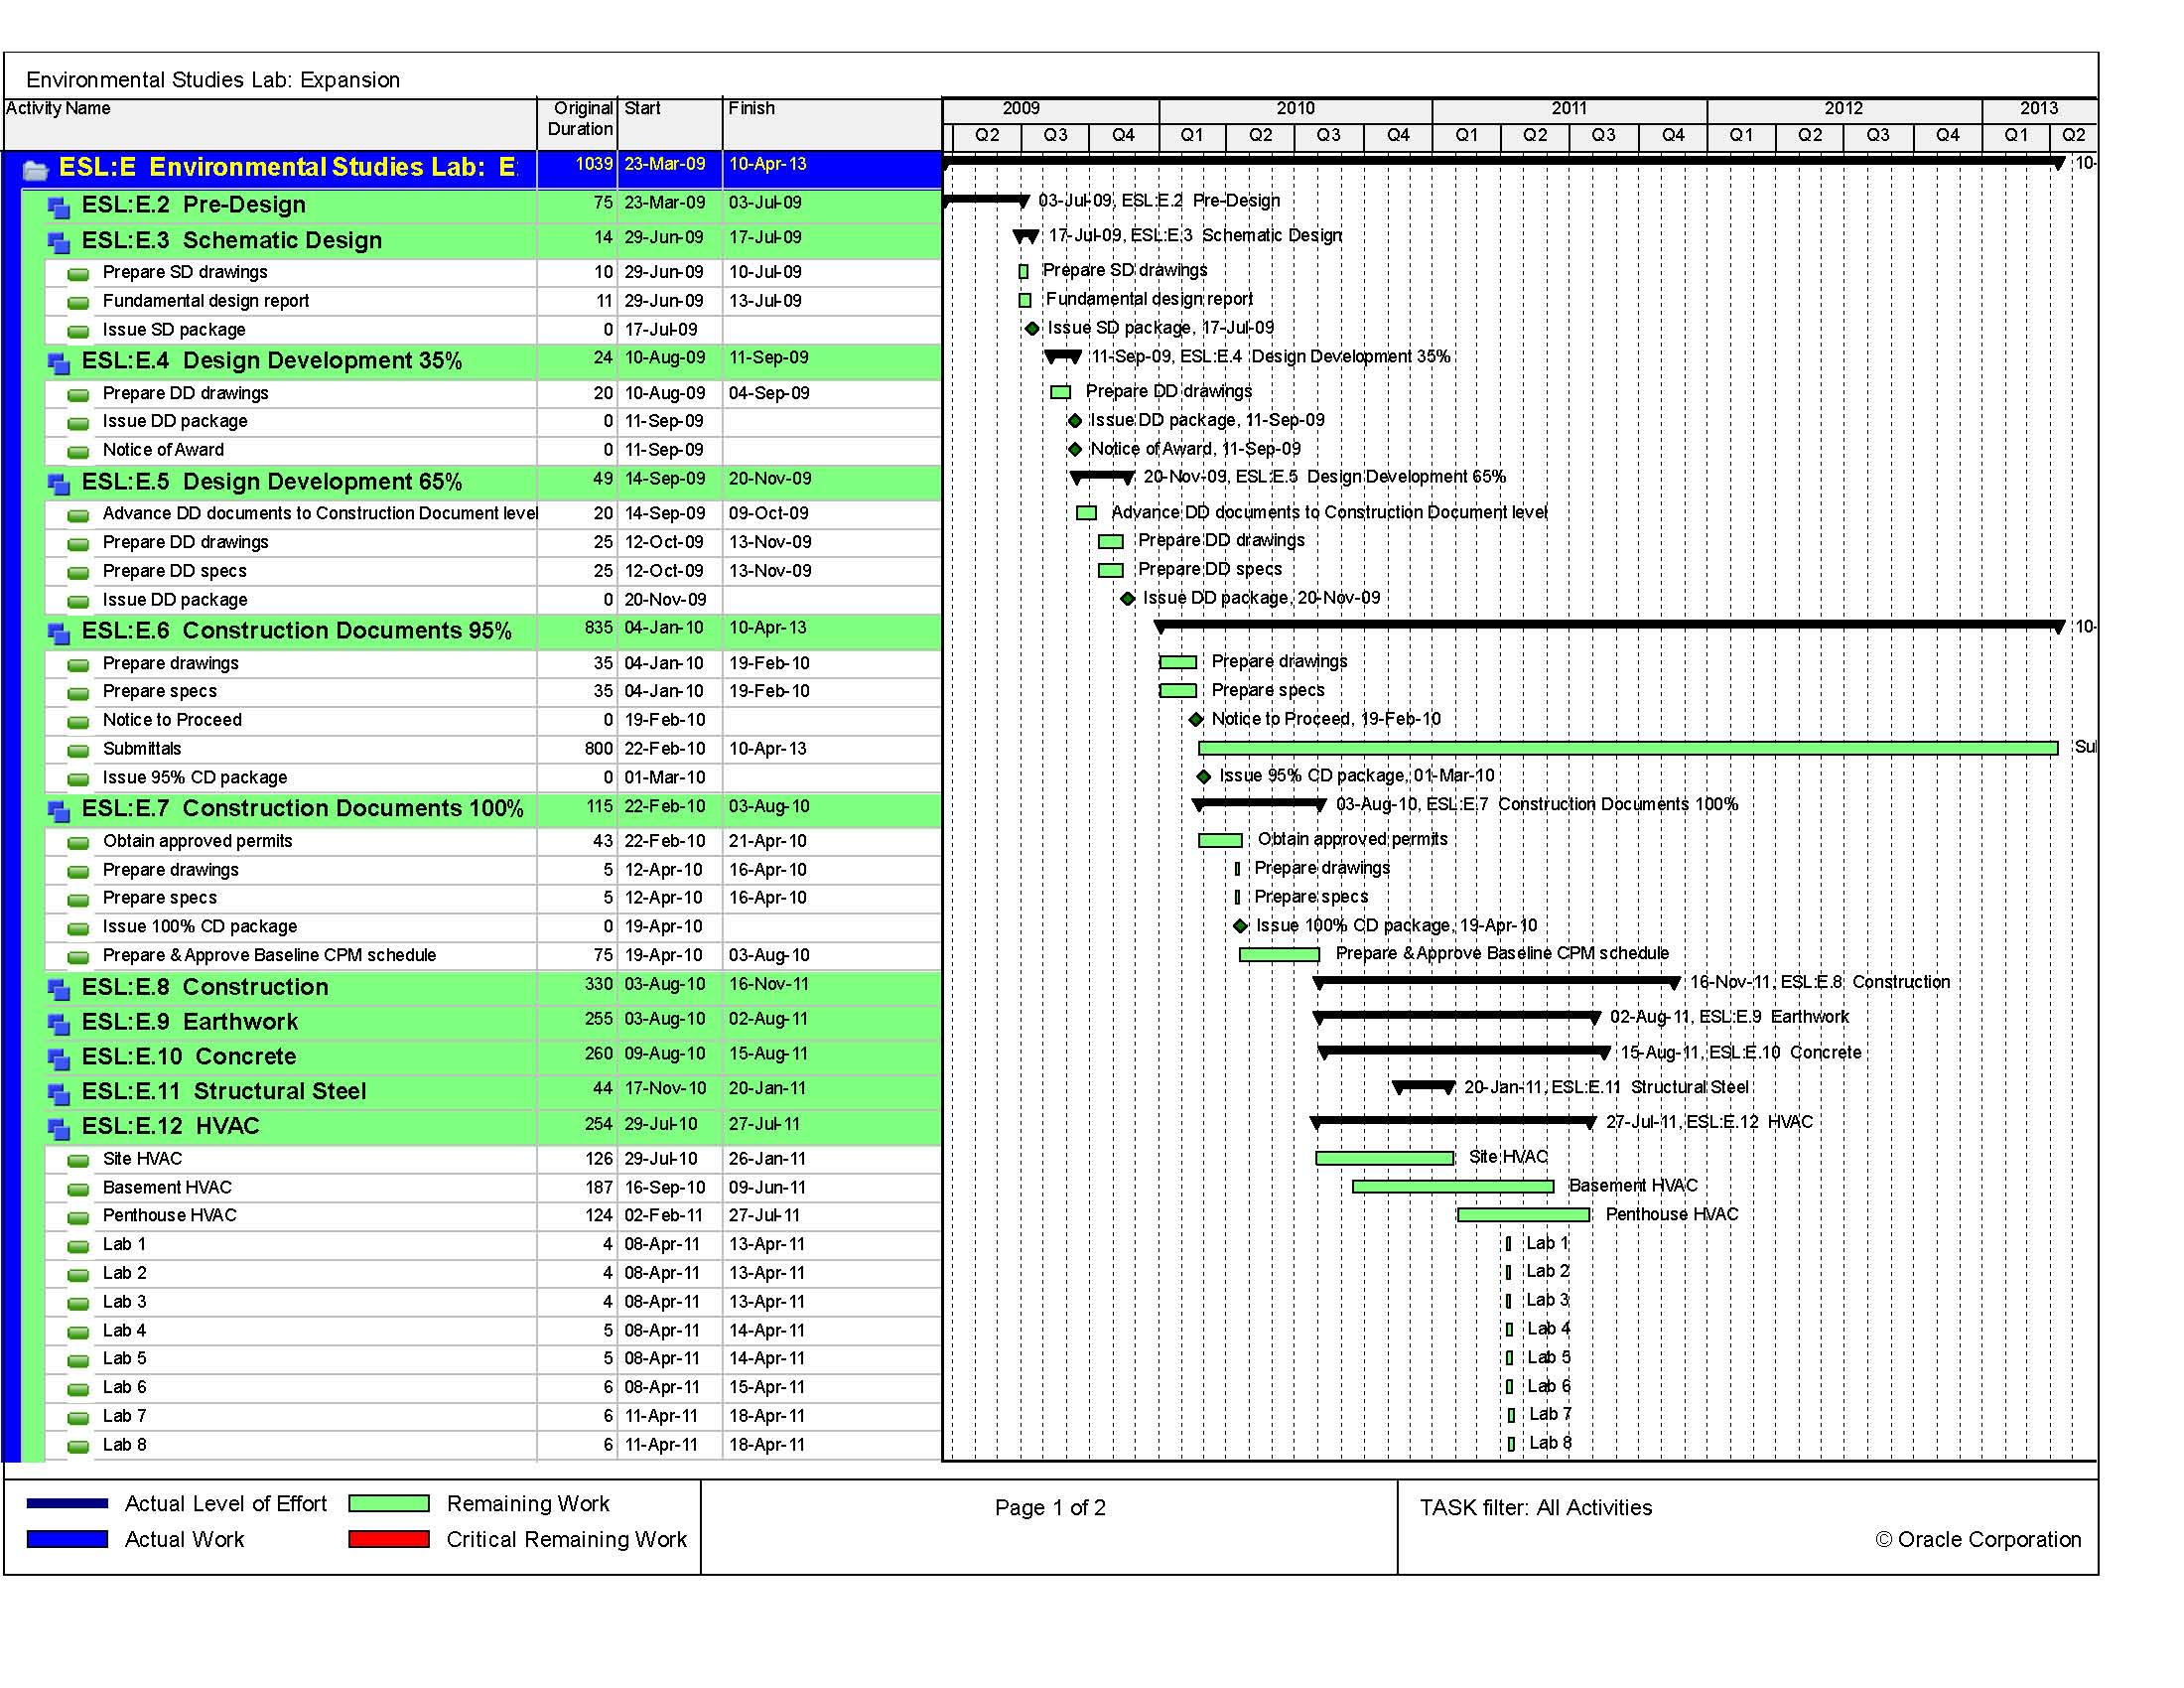 Environmental Studies Lab: Expansion
Activity Name Original Duration Start Finish 2009 2010 2011 2012 2013
Q2 Q3 Q4 Q1 Q2 Q3 Q4 Q1 Q2 Q3 Q4 Q1 Q2 Q3 Q4 Q1 Q2
ESL:E Environmental Studies Lab: E 1039 23-Mar-09 10-Apr-13 10-
ESL:E.2 Pre-Design 75 23-Mar-09 03-Jul-09 03-Jul-09, ESL:E.2 Pre-Design
ESL:E.3 Schematic Design 14 29-Jun-09 17-Jul-09 17-Jul-09, ESL:E.3 Schematic Design
Prepare SD drawings 10 29-Jun-09 10-Jul-09 Prepare SD drawings
Fundamental design report 11 29-Jun-09 13-Jul-09 Fundamental design report
Issue SD package 0 17-Jul-09 Issue SD package, 17-Jul-09
ESL:E.4 Design Development 35% 24 10-Aug-09 11-Sep-09 11-Sep-09, ESL:E.4 Design Development 35%
Prepare DD drawings 20 10-Aug-09 04-Sep-09 Prepare DD drawings
Issue DD package 0 11-Sep-09 Issue DD package, 11-Sep-09
Notice of Award 0 11-Sep-09 Notice of Award, 11-Sep-09
ESL:E.5 Design Development 65% 49 14-Sep-09 20-Nov-09 20-Nov-09, ESL:E.5 Design Development 65%
Advance DD documents to Construction Document level 20 14-Sep-09 09-Oct-09 Advance DD documents to Construction Document level
Prepare DD drawings 25 12-Oct-09 13-Nov-09 Prepare DD drawings
Prepare DD specs 25 12-Oct-09 13-Nov-09 Prepare DD specs
Issue DD package 0 20-Nov-09 Issue DD package, 20-Nov-09
ESL:E.6 Construction Documents 95% 835 04-Jan-10 10-Apr-13 10-
Prepare drawings 35 04-Jan-10 19-Feb-10 Prepare drawings
Prepare specs 35 04-Jan-10 19-Feb-10 Prepare specs
Notice to Proceed 0 19-Feb-10 Notice to Proceed, 19-Feb-10
Submittals 800 22-Feb-10 10-Apr-13 Su
Issue 95% CD package 0 01-Mar-10 Issue 95% CD package, 01-Mar-10
ESL:E.7 Construction Documents 100% 115 22-Feb-10 03-Aug-10 03-Aug-10, ESL:E.7 Construction Documents 100%
Obtain approved permits 43 22-Feb-10 21-Apr-10 Obtain approved permits
Prepare drawings 5 12-Apr-10 16-Apr-10 Prepare drawings
Prepare specs 5 12-Apr-10 16-Apr-10 Prepare specs
Issue 100% CD package 0 19-Apr-10 Issue 100% CD package, 19-Apr-10
Prepare & Approve Baseline CPM schedule 75 19-Apr-10 03-Aug-10 Prepare & Approve Baseline CPM schedule
ESL:E.8 Construction 330 03-Aug-10 16-Nov-11 16-Nov-11, ESL:E.8 Construction
ESL:E.9 Earthwork 255 03-Aug-10 02-Aug-11 02-Aug-11, ESL:E.9 Earthwork
ESL:E.10 Concrete 260 09-Aug-10 15-Aug-11 15-Aug-11, ESL:E.10 Concrete
ESL:E.11 Structural Steel 44 17-Nov-10 20-Jan-11 20-Jan-11, ESL:E.11 Structural Steel
ESL:E.12 HVAC 254 29-Jul-10 27-Jul-11 27-Jul-11, ESL:E.12 HVAC
Site HVAC 126 29-Jul-10 26-Jan-11 Site HVAC
Basement HVAC 187 16-Sep-10 09-Jun-11 Basement HVAC
Penthouse HVAC 124 02-Feb-11 27-Jul-11 Penthouse HVAC
Lab 1 4 08-Apr-11 13-Apr-11 Lab 1
Lab 2 4 08-Apr-11 13-Apr-11 Lab 2
Lab 3 4 08-Apr-11 13-Apr-11 Lab 3
Lab 4 5 08-Apr-11 14-Apr-11 Lab 4
Lab 5 5 08-Apr-11 14-Apr-11 Lab 5
Lab 6 6 08-Apr-11 15-Apr-11 Lab 6
Lab 7 6 11-Apr-11 18-Apr-11 Lab 7
Lab 8 6 11-Apr-11 18-Apr-11 Lab 8
Actual Level of Effort Remaining Work Page 1 of 2 TASK filter: All Activities
Actual Work Critical Remaining Work © Oracle Corporation